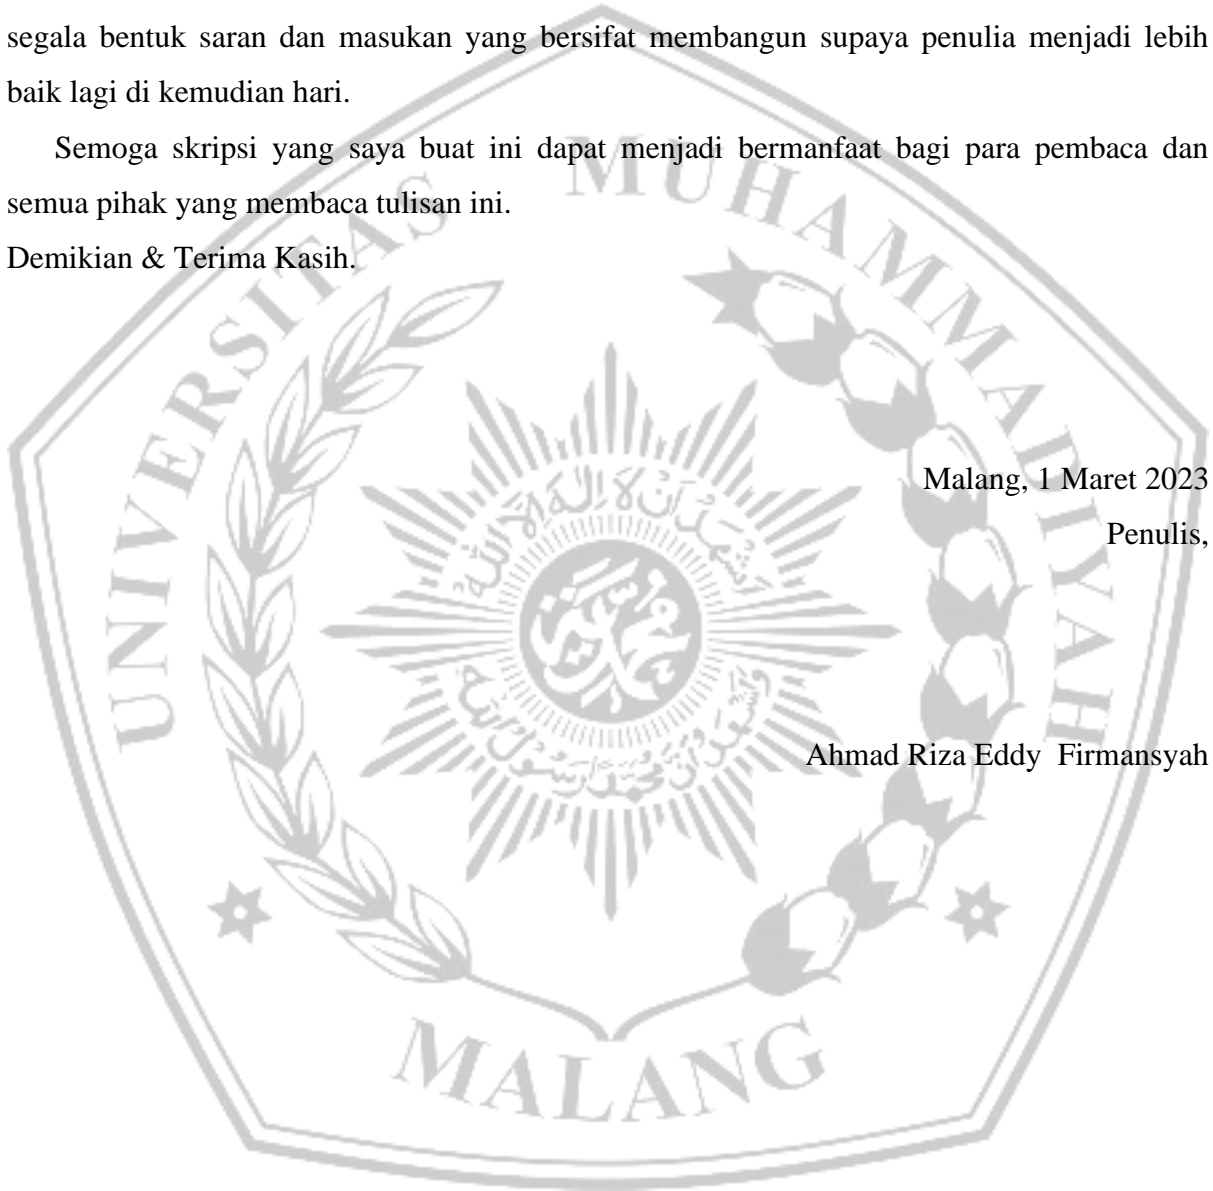 segala bentuk saran dan masukan yang bersifat membangun supaya penulia menjadi lebih
baik lagi di kemudian hari.
Semoga skripsi yang saya buat ini dapat menjadi bermanfaat bagi para pembaca dan
semua pihak yang membaca tulisan ini.
Demikian & Terima Kasih.
UNIVERSITAS MUHAMMADIYAH
Malang, 1 Maret 2023
Penulis,
Ahmad Riza Eddy  Firmansyah
MALANG